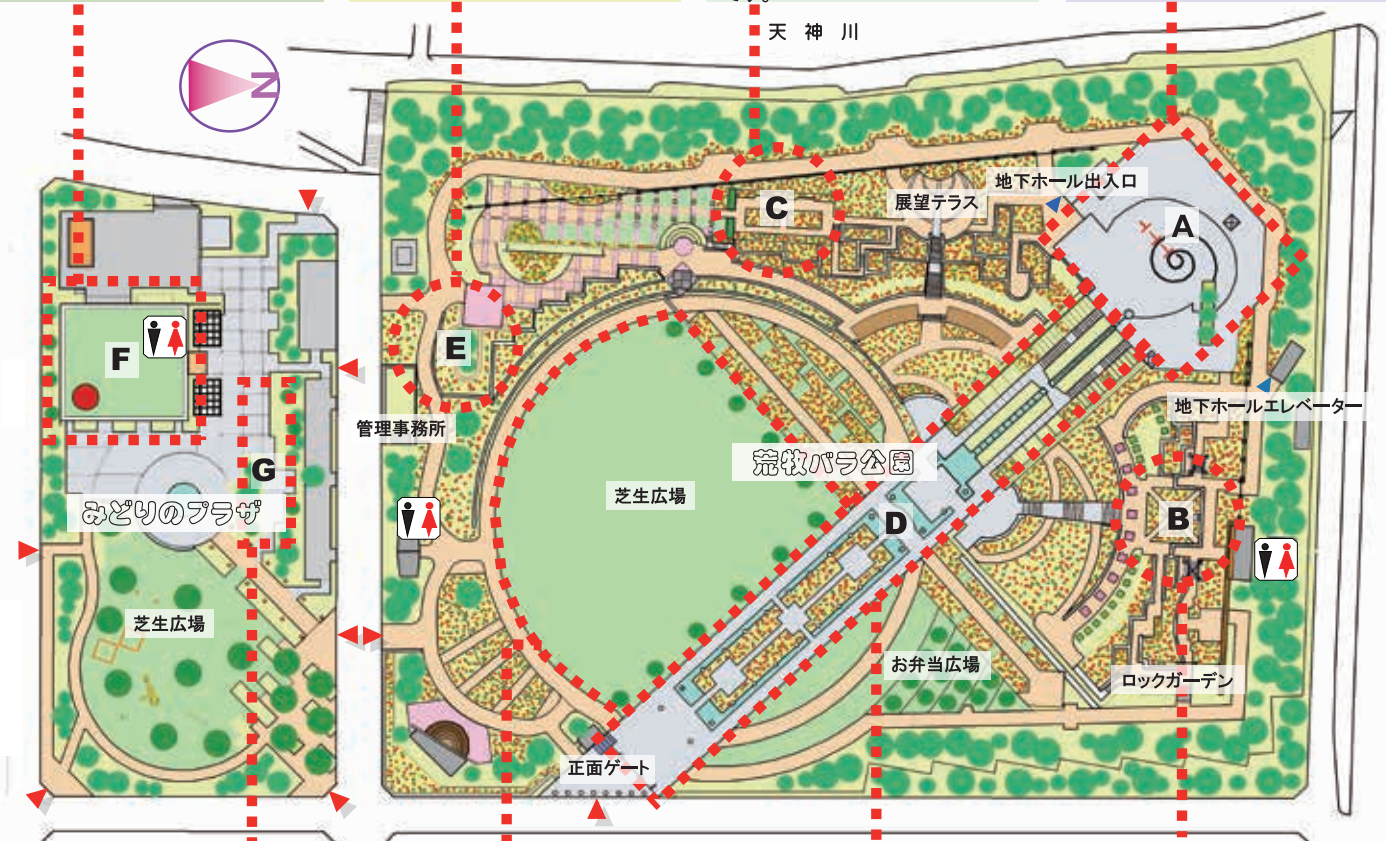 です。
天神川
N
地下ホール出入口
C
展望テラス
A
E
F
管理事務所
地下ホールエレベーター
荒牧バラ公園
G
芝生広場
みどりのプラザ
D
B
芝生広場
お弁当広場
ロックガーデン
正面ゲート